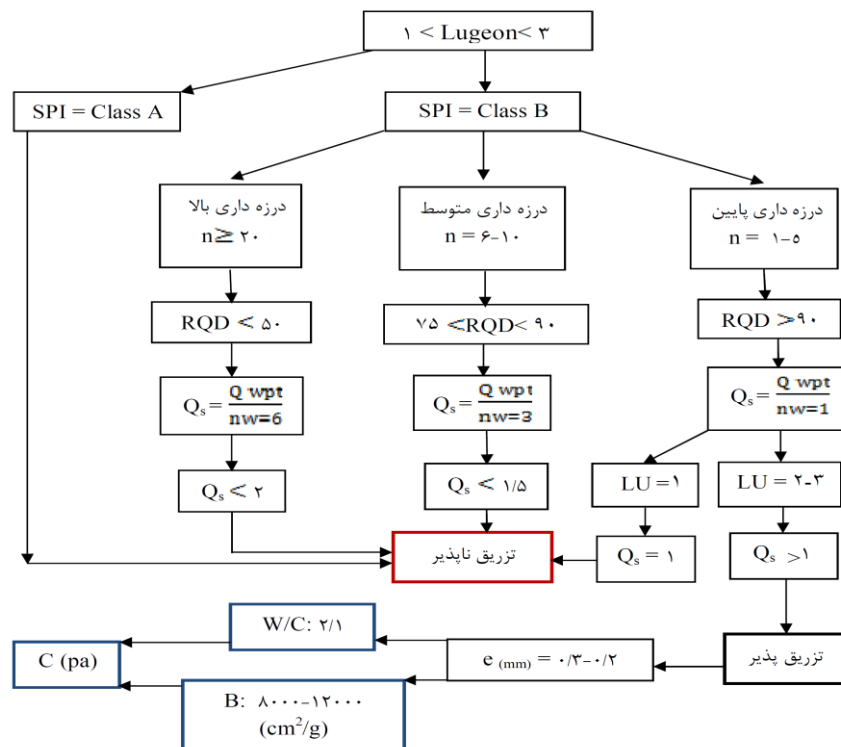 ۱ < Lugeon< ۳
SPI = Class A
SPI = Class B
درزه داری بالا
n≥ ۲۰
درزه داری متوسط
n = ۶-۱۰
درزه داری پایین
n = ۱-۵
RQD < ۵۰
۷۵ <RQD< ۹۰
RQD >۹۰
Qs = Q wpt / nw=6
Qs = Q wpt / nw=3
Qs = Q wpt / nw=1
Qs < ۲
Qs < ۱/۵
LU =۱
LU = ۲-۳
تزریق ناپذیر
Qs = ۱
Qs >۱
W/C: ۲/۱
C (pa)
e (mm) = ۰/۳-۰/۲
تزریق پذیر
B: ۸۰۰۰-۱۲۰۰۰
(cm²/g)